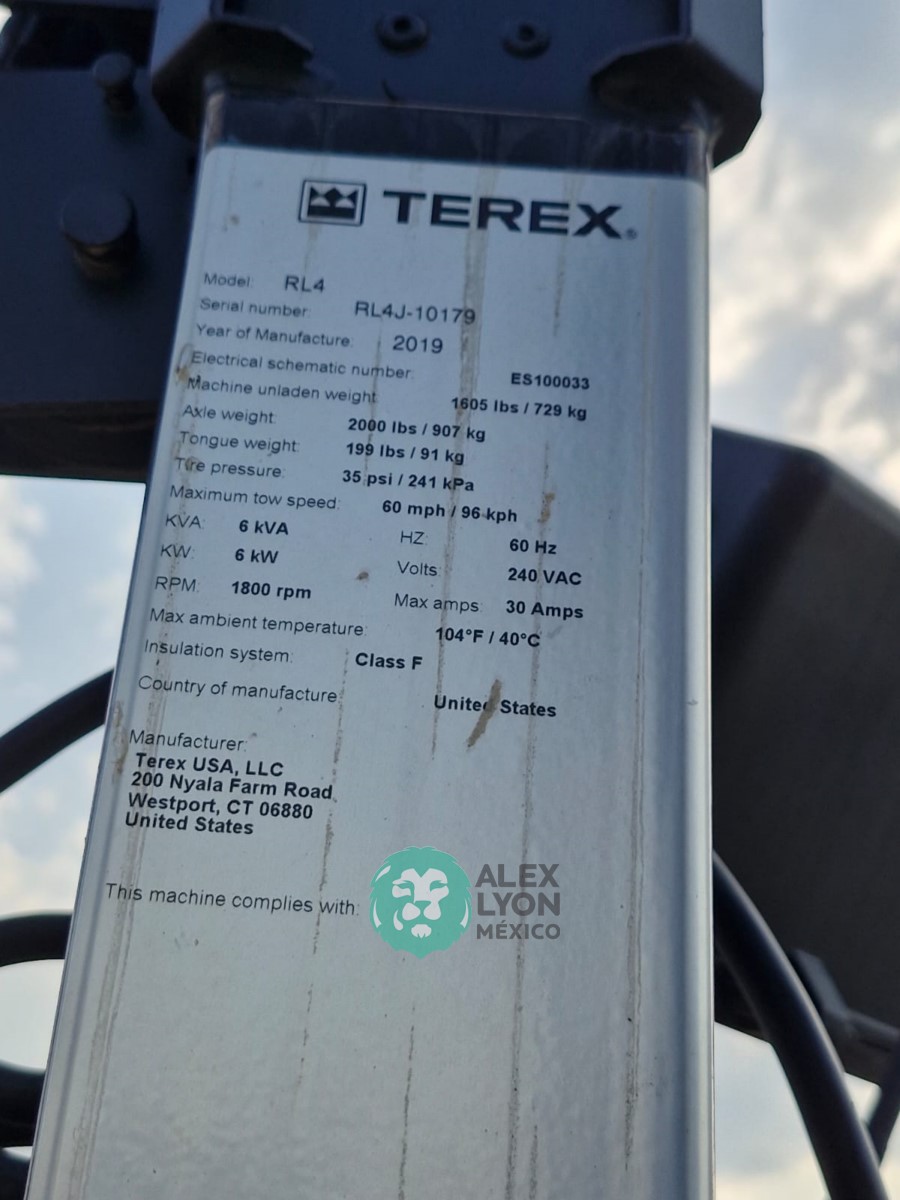 TEREX®
Model: RL4
Serial number: RL4J-10179
Year of Manufacture: 2019
Electrical schematic number: ES100033
Machine unladen weight: 1605 lbs / 729 kg
Axle weight: 2000 lbs / 907 kg
Tongue weight: 199 lbs / 91 kg
Tire pressure: 35 psi / 241 kPa
Maximum tow speed: 60 mph / 96 kph
KVA: 6 kVA HZ: 60 Hz
KW: 6 kW Volts: 240 VAC
RPM: 1800 rpm Max amps: 30 Amps
Max ambient temperature: 104°F / 40°C
Insulation system: Class F
Country of manufacture: United States
Manufacturer:
Terex USA, LLC
200 Nyala Farm Road
Westport, CT 06880
United States
This machine complies with:
ALEX
LYON
MÉXICO